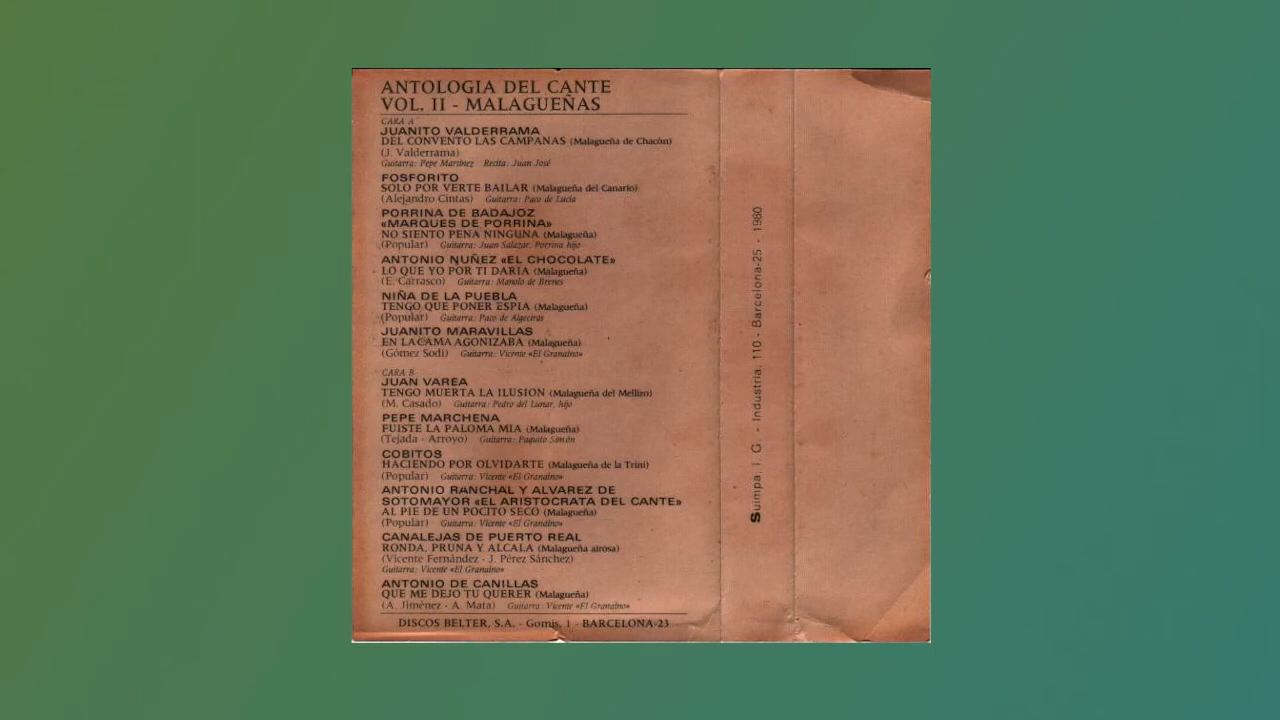 ANTOLOGIA DEL CANTE
VOL. II - MALAGUEÑAS
CARA A
JUANITO VALDERRAMA
DEL CONVENTO LAS CAMPANAS (Malagueña de Chacón)
(J. Valderrama)
Guitarra: Pepe Martínez Recita: Juan José
FOSFORITO
SOLO POR VERTE BAILAR (Malagueña del Canario)
(Alejandro Cintas) Guitarra: Paco de Lucía
PORRINA DE BADAJOZ
«MARQUES DE PORRINA»
NO SIENTO PENA NINGUNA (Malagueña)
(Popular) Guitarra: Juan Salazar, Porrina hijo
ANTONIO NUÑEZ «EL CHOCOLATE»
LO QUE YO POR TI DARIA (Malagueña)
(E. Carrasco) Guitarra: Manolo de Brenes
NIÑA DE LA PUEBLA
TENGO QUE PONER ESPIA (Malagueña)
(Popular) Guitarra: Paco de Algeciras
JUANITO MARAVILLAS
EN LA CAMA AGONIZABA (Malagueña)
(Gómez Sodi) Guitarra: Vicente «El Granaíno»
CARA B
JUAN VAREA
TENGO MUERTA LA ILUSION (Malagueña del Mellizo)
(M. Casado) Guitarra: Pedro del Lunar, hijo
PEPE MARCHENA
FUISTE LA PALOMA MIA (Malagueña)
(Tejada - Arroyo) Guitarra: Paquito Simón
COBITOS
HACIENDO POR OLVIDARTE (Malagueña de la Trini)
(Popular) Guitarra: Vicente «El Granaíno»
ANTONIO RANCHAL Y ALVAREZ DE
SOTOMAYOR «EL ARISTOCRATA DEL CANTE»
AL PIE DE UN POCITO SECO (Malagueña)
(Popular) Guitarra: Vicente «El Granaíno»
CANALEJAS DE PUERTO REAL
RONDA, PRUNA Y ALCALA (Malagueña airosa)
(Vicente Fernández - J. Pérez Sánchez)
Guitarra: Vicente «El Granaíno»
ANTONIO DE CANILLAS
QUE ME DEJO TU QUERER (Malagueña)
(A. Jiménez - A. Mata) Guitarra: Vicente «El Granaíno»
DISCOS BELTER, S.A. - Gomis, 1 - BARCELONA-23
Suimpa, I. G. - Industria, 110 - Barcelona-25 - 1980